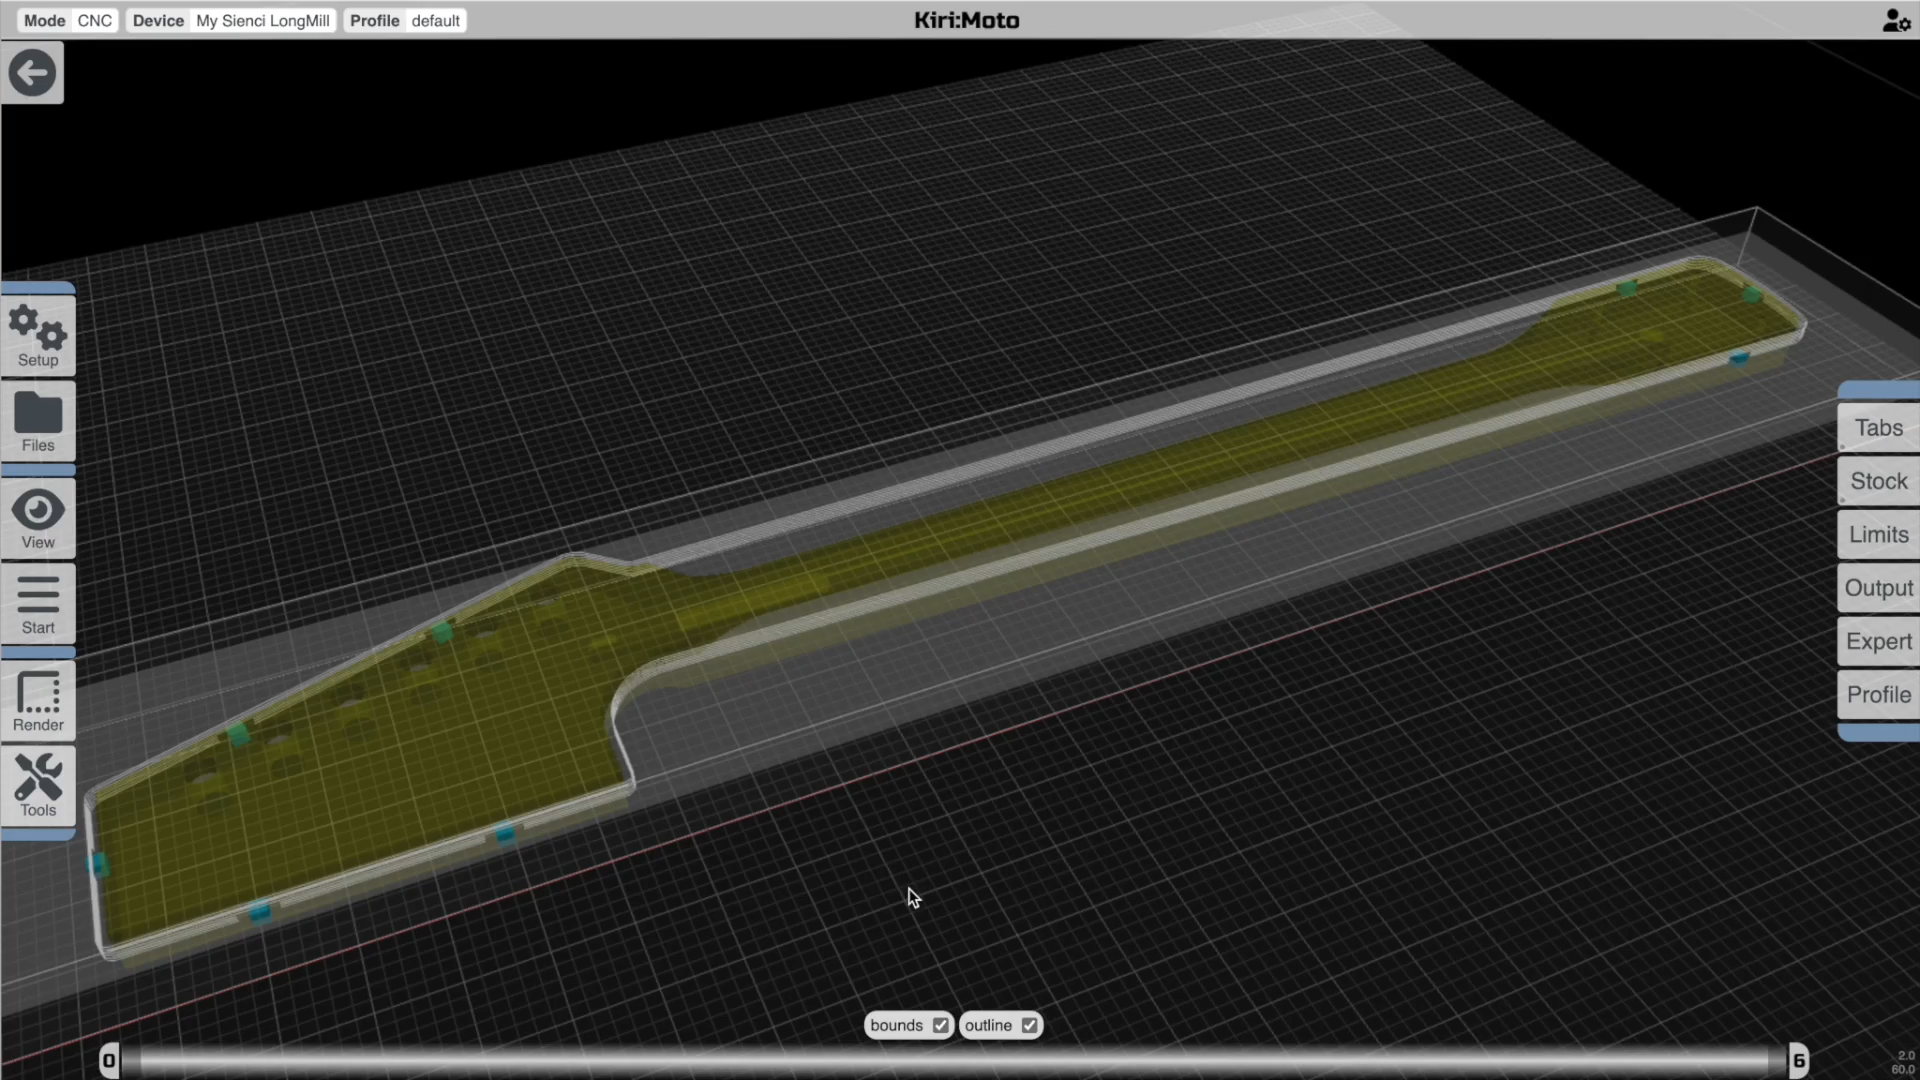 Mode CNC Device My Sienci LongMill Profile default Kiri:Moto
Setup
Files
View
Start
Render
Tools
Tabs
Stock
Limits
Output
Expert
Profile
bounds outline
0 6
2.0
60.0